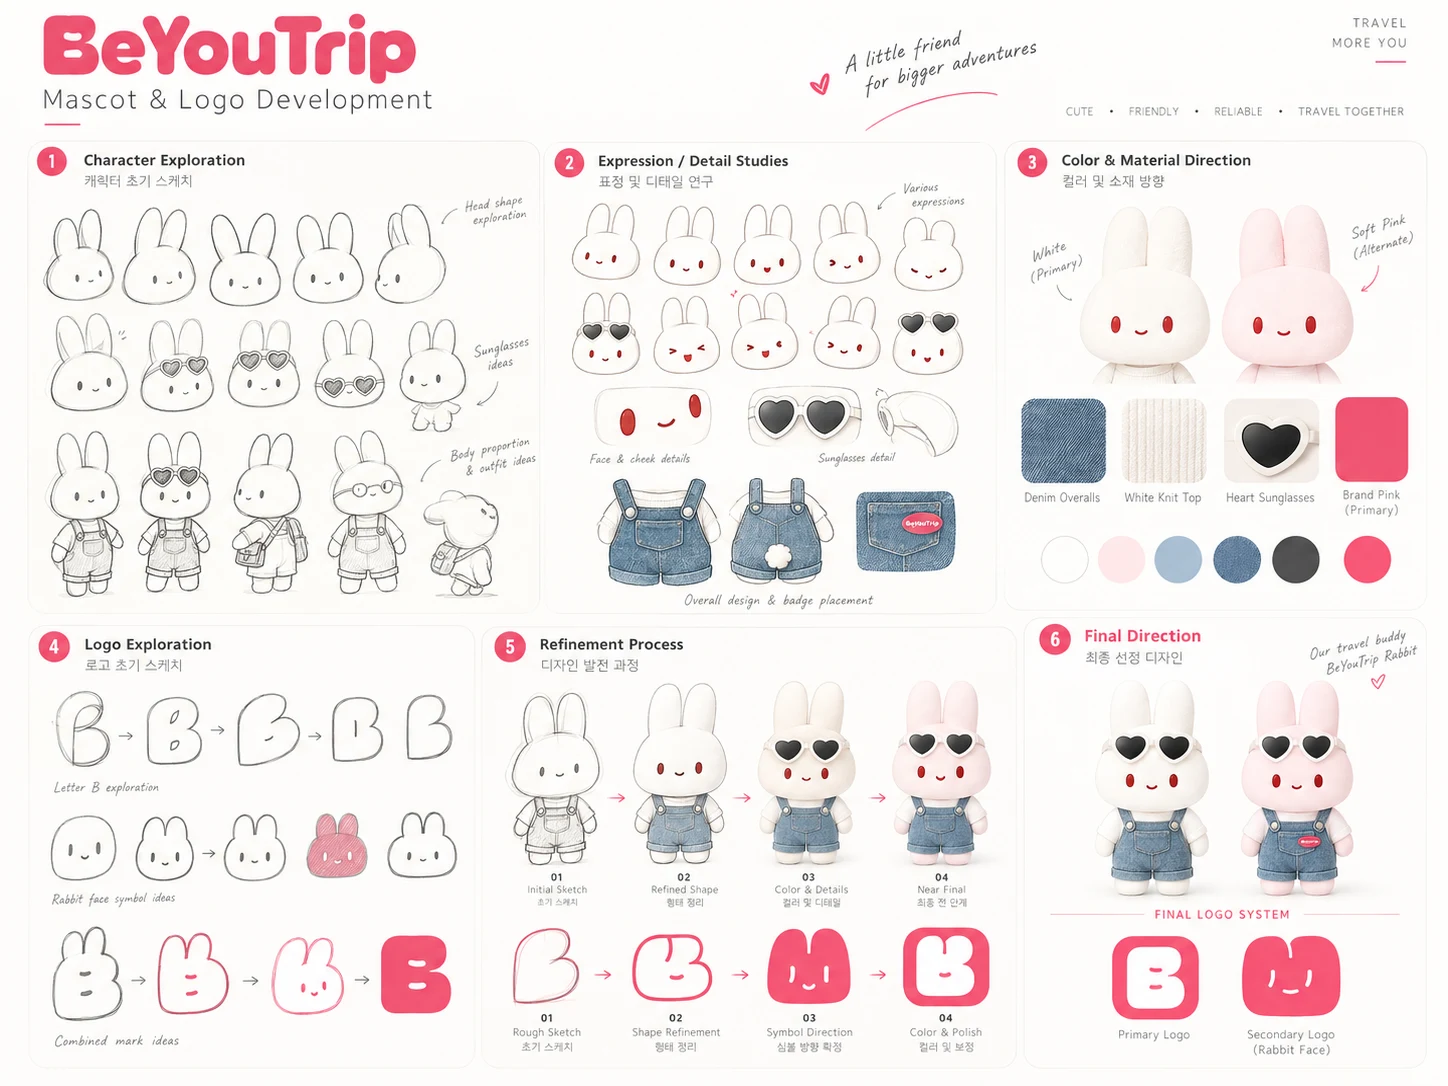 BeYouTrip
Mascot & Logo Development
A little friend
for bigger adventures
TRAVEL
MORE YOU
CUTE • FRIENDLY • RELIABLE • TRAVEL TOGETHER
1 Character Exploration
캐릭터 초기 스케치
Head shape
exploration
Sunglasses
ideas
Body proportion
& outfit ideas
2 Expression / Detail Studies
표정 및 디테일 연구
Various
expressions
Face & cheek details
Sunglasses detail
BeYouTrip
Overall design & badge placement
3 Color & Material Direction
컬러 및 소재 방향
White
(Primary)
Soft Pink
(Alternate)
Denim Overalls
White Knit Top
Heart Sunglasses
Brand Pink
(Primary)
4 Logo Exploration
로고 초기 스케치
B B B B B
Letter B exploration
Rabbit face symbol ideas
B B B
Combined mark ideas
5 Refinement Process
디자인 발전 과정
01
Initial Sketch
초기 스케치
02
Refined Shape
형태 정리
03
Color & Details
컬러 및 디테일
04
Near Final
최종 전 단계
B B B
01
Rough Sketch
초기 스케치
02
Shape Refinement
형태 정리
03
Symbol Direction
심볼 방향 확정
04
Color & Polish
컬러 및 보정
6 Final Direction
최종 선정 디자인
Our travel buddy
BeYouTrip Rabbit
BeYouTrip
FINAL LOGO SYSTEM
B
Primary Logo
Secondary Logo
(Rabbit Face)